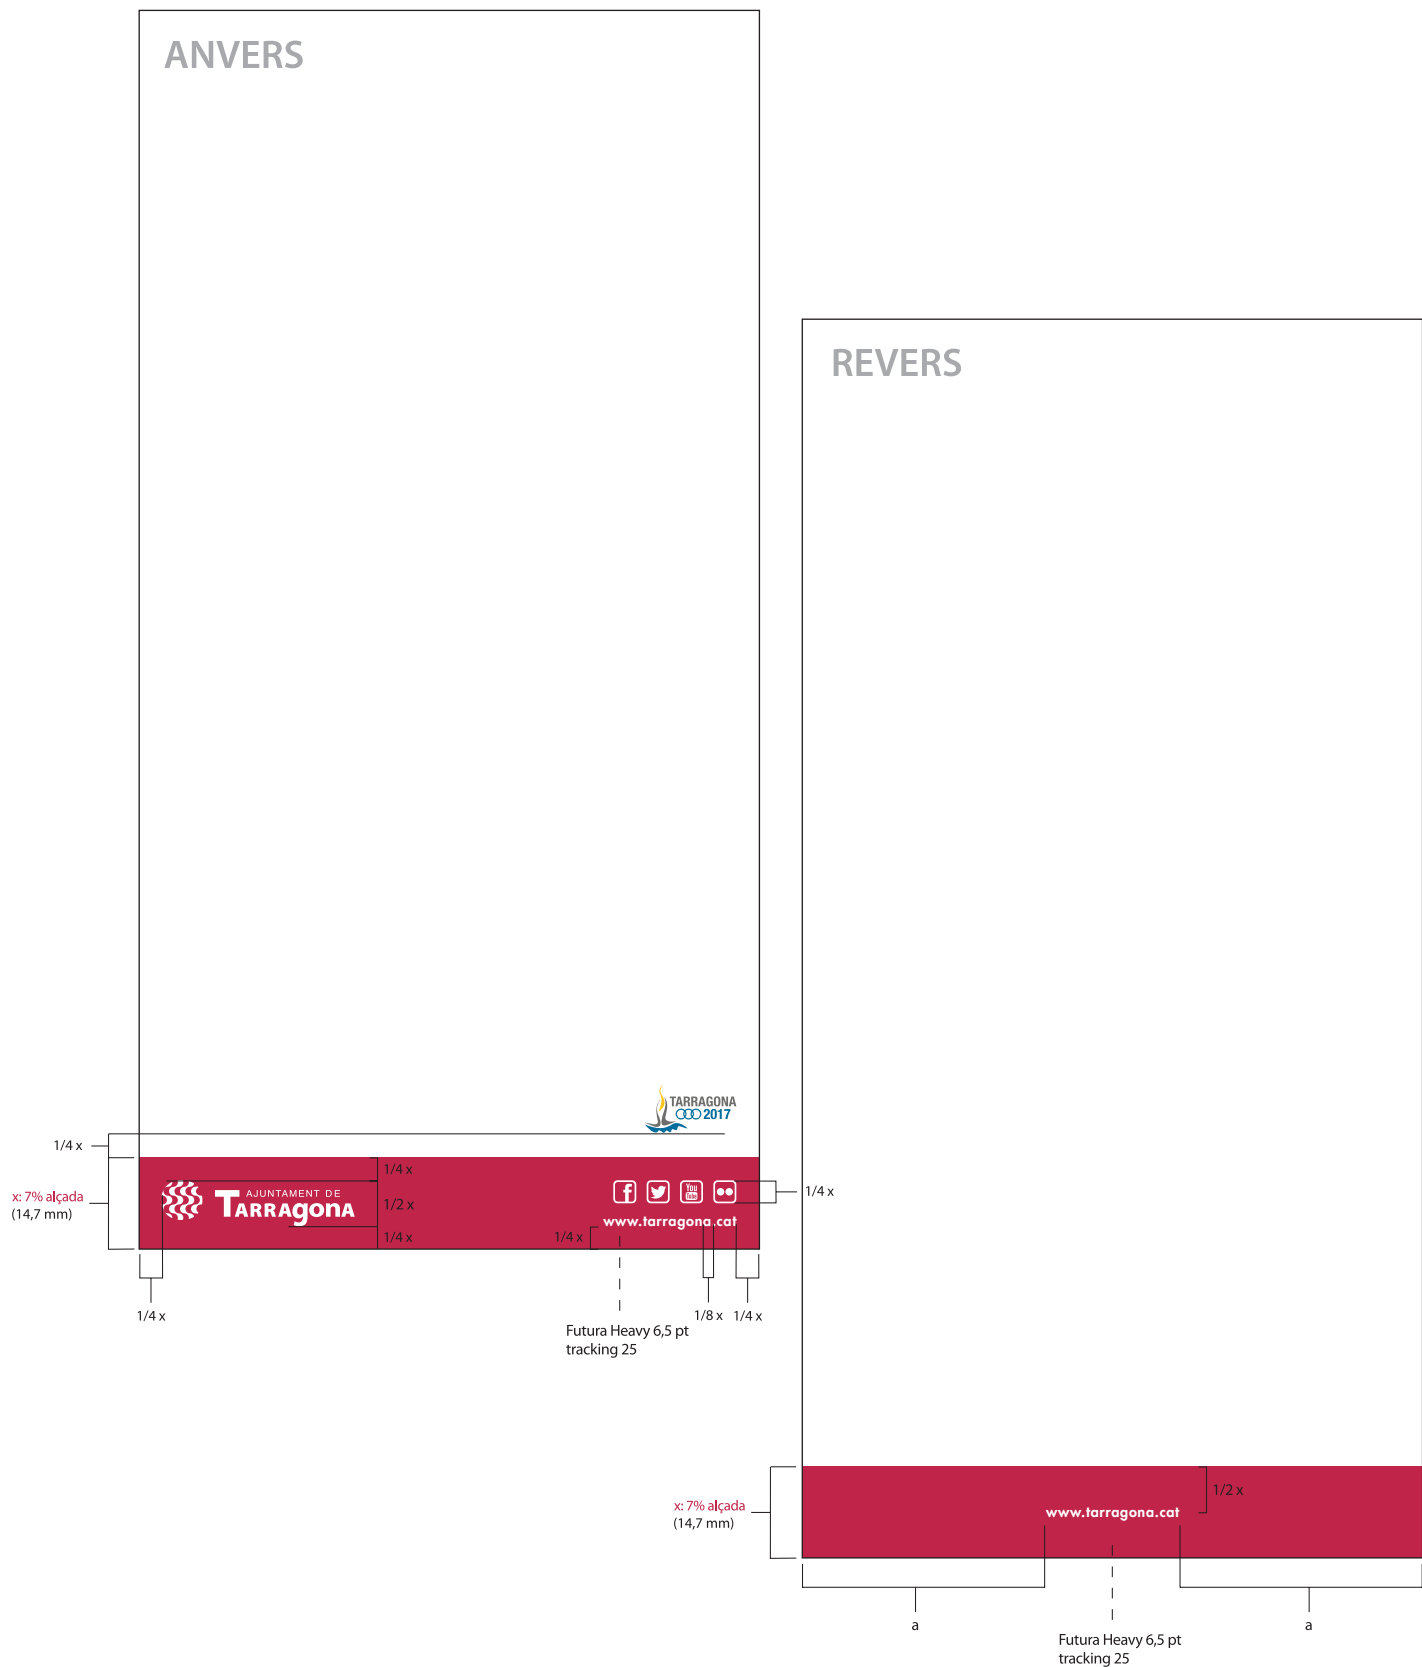 ANVERS
REVERS
TARRAGONA
2017
1/4 x
x: 7% alçada
(14,7 mm)
1/4 x
AJUNTAMENT DE
TARRAgona
1/2 x
1/4 x
You
Tube
1/4 x
www.tarragona.cat
1/4 x
1/4 x
1/8 x
1/4 x
Futura Heavy 6,5 pt
tracking 25
x: 7% alçada
(14,7 mm)
1/2 x
www.tarragona.cat
a
a
Futura Heavy 6,5 pt
tracking 25